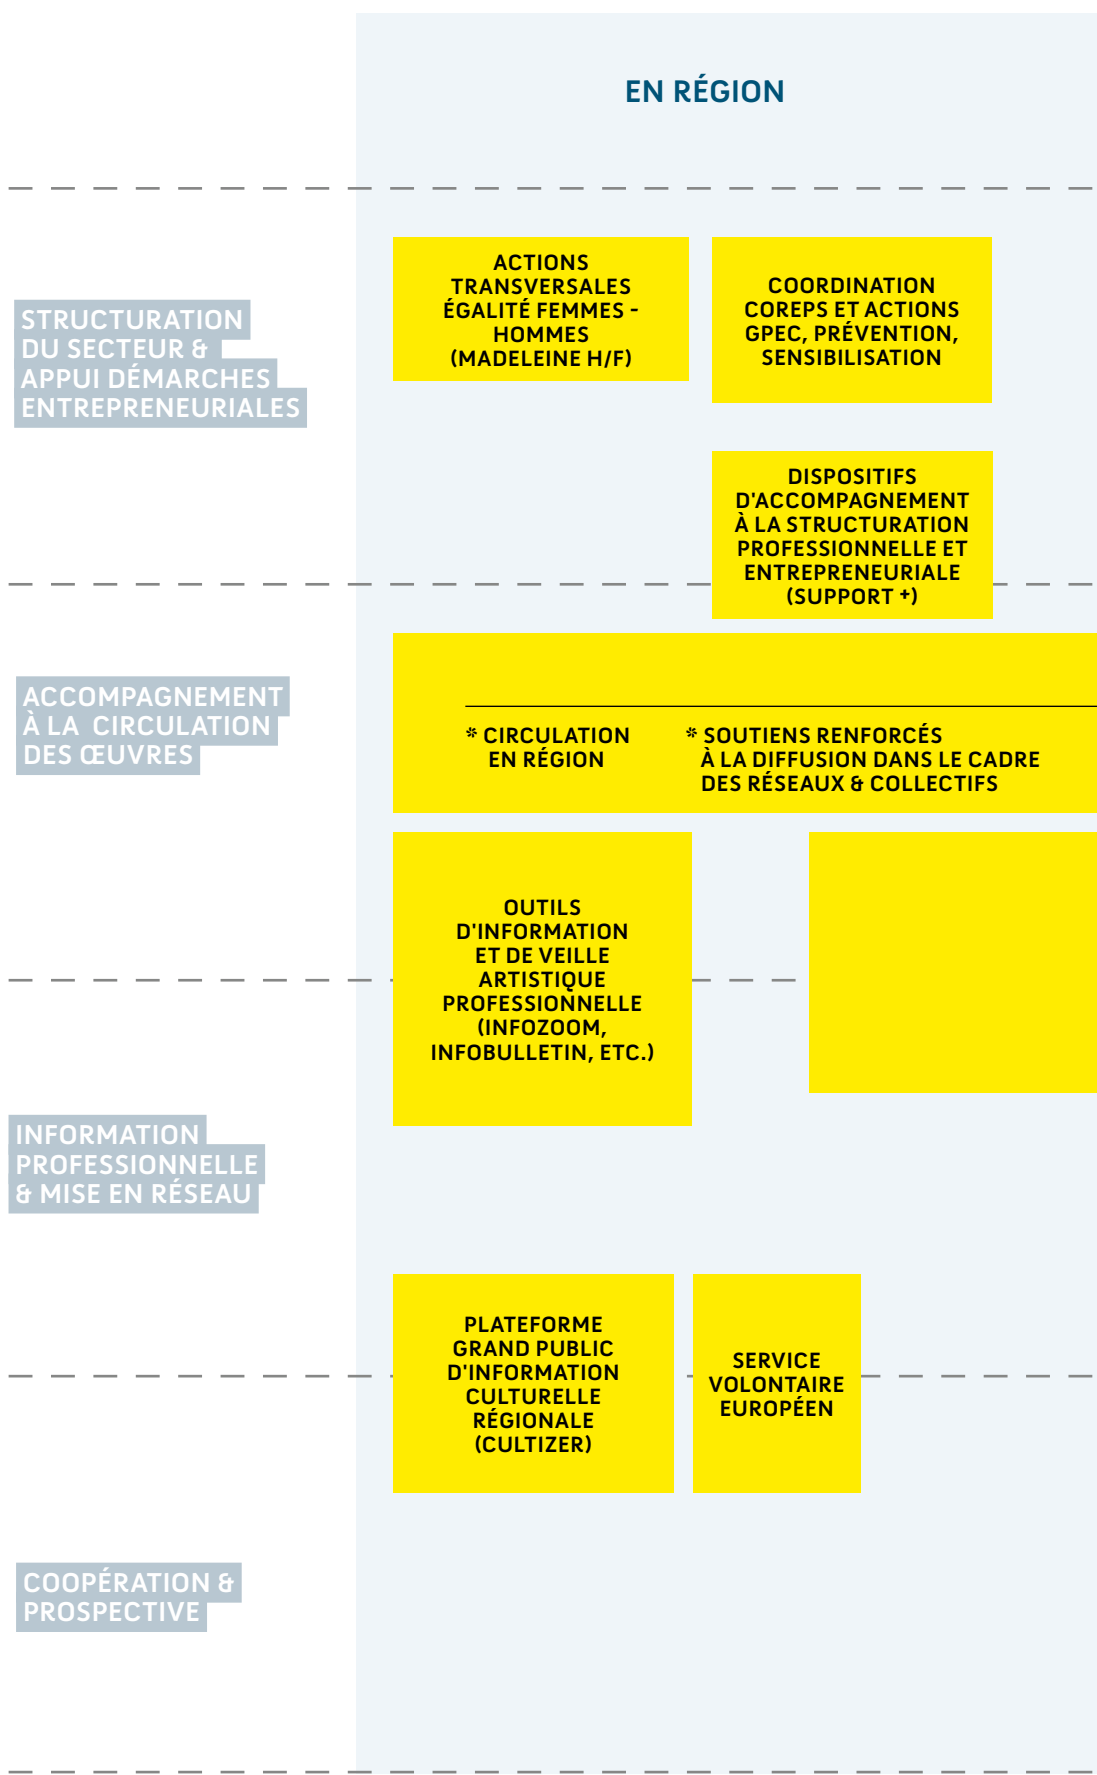 EN RÉGION
STRUCTURATION
DU SECTEUR &
APPUI DÉMARCHES
ENTREPRENEURIALES
ACTIONS
TRANSVERSALES
ÉGALITÉ FEMMES -
HOMMES
(MADELEINE H/F)
COORDINATION
COREPS ET ACTIONS
GPEC, PRÉVENTION,
SENSIBILISATION
DISPOSITIFS
D'ACCOMPAGNEMENT
À LA STRUCTURATION
PROFESSIONNELLE ET
ENTREPRENEURIALE
(SUPPORT +)
ACCOMPAGNEMENT
À LA CIRCULATION
DES ŒUVRES
* CIRCULATION
EN RÉGION
* SOUTIENS RENFORCÉS
À LA DIFFUSION DANS LE CADRE
DES RÉSEAUX & COLLECTIFS
OUTILS
D'INFORMATION
ET DE VEILLE
ARTISTIQUE
PROFESSIONNELLE
(INFOZOOM,
INFOBULLETIN, ETC.)
INFORMATION
PROFESSIONNELLE
& MISE EN RÉSEAU
PLATEFORME
GRAND PUBLIC
D'INFORMATION
CULTURELLE
RÉGIONALE
(CULTIZER)
SERVICE
VOLONTAIRE
EUROPÉEN
COOPÉRATION &
PROSPECTIVE